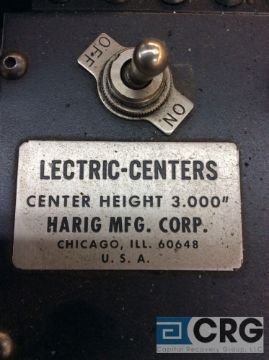 OFF
ON
LECTRIC-CENTERS
CENTER HEIGHT 3.000"
HARIG MFG. CORP.
CHICAGO, ILL. 60648
U. S. A.
CRG
Capital Recovery Group, LLC